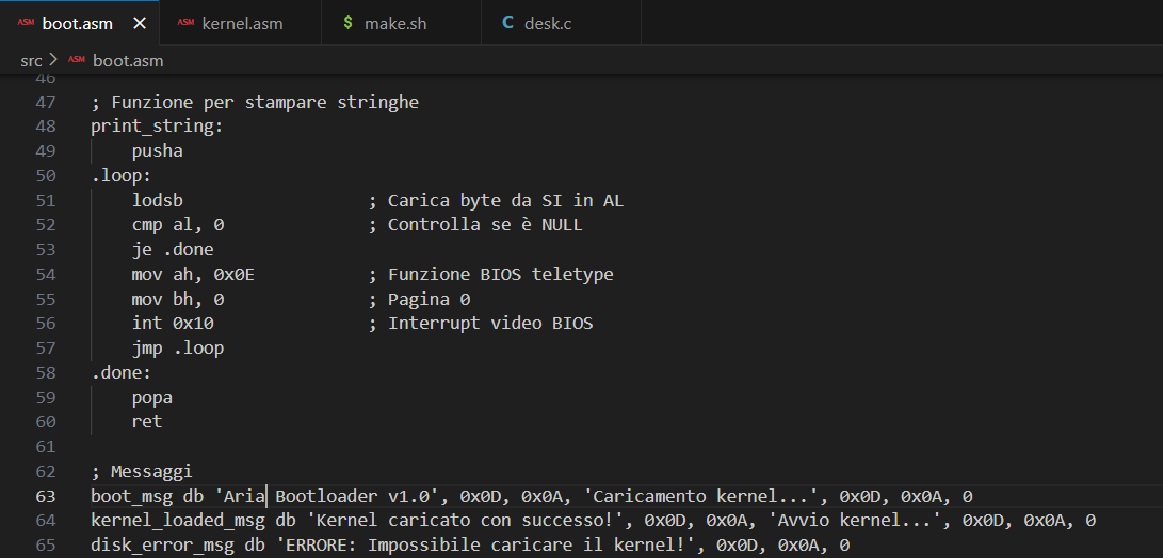 ASM boot.asm ASM kernel.asm $ make.sh C desk.c
src > ASM boot.asm
46
47 ; Funzione per stampare stringhe
48 print_string:
49     pusha
50 .loop:
51     lodsb                  ; Carica byte da SI in AL
52     cmp al, 0              ; Controlla se è NULL
53     je .done
54     mov ah, 0x0E           ; Funzione BIOS teletype
55     mov bh, 0              ; Pagina 0
56     int 0x10               ; Interrupt video BIOS
57     jmp .loop
58 .done:
59     popa
60     ret
61
62 ; Messaggi
63 boot_msg db 'Aria Bootloader v1.0', 0x0D, 0x0A, 'Caricamento kernel...', 0x0D, 0x0A, 0
64 kernel_loaded_msg db 'Kernel caricato con successo!', 0x0D, 0x0A, 'Avvio kernel...', 0x0D, 0x0A, 0
65 disk_error_msg db 'ERRORE: Impossibile caricare il kernel!', 0x0D, 0x0A, 0